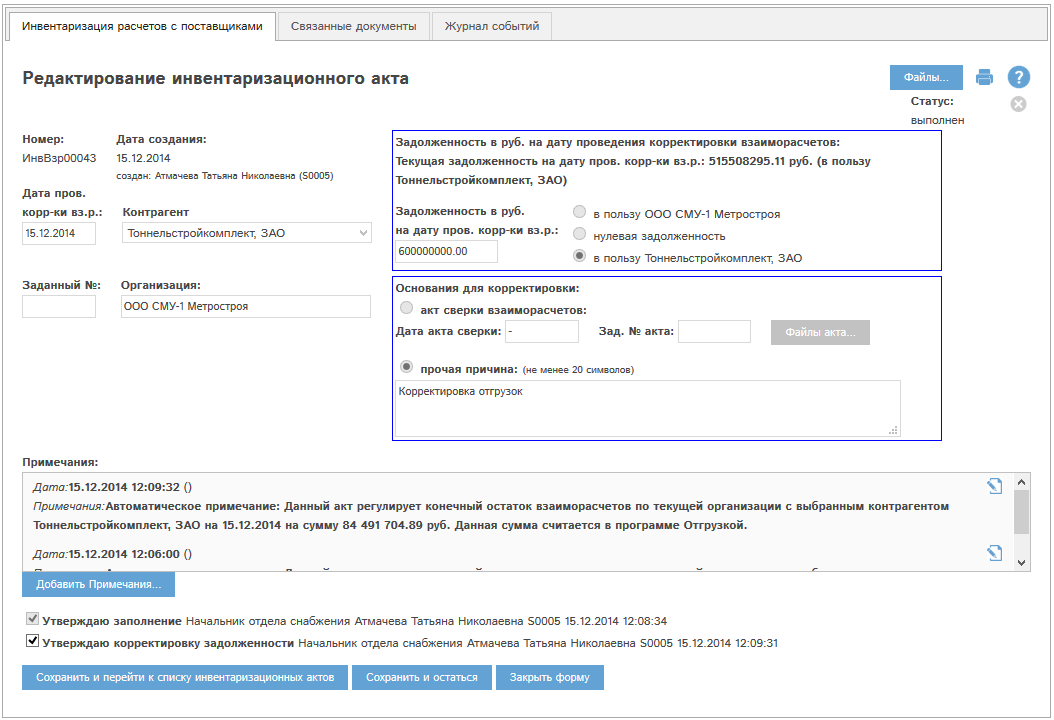 Инвентаризация расчетов с поставщиками
Связанные документы
Журнал событий
Редактирование инвентаризационного акта
Файлы...
?
Статус:
выполнен
Номер:
Дата создания:
ИнвВзр00043
15.12.2014
создан: Атмачева Татьяна Николаевна (S0005)
Дата пров.
корр-ки вз.р.:
Контрагент
15.12.2014
Тоннельстройкомплект, ЗАО
Заданный №:
Организация:
ООО СМУ-1 Метростроя
Задолженность в руб. на дату проведения корректировки взаиморасчетов:
Текущая задолженность на дату пров. корр-ки вз.р.: 515508295.11 руб. (в пользу
Тоннельстройкомплект, ЗАО)
Задолженность в руб.
на дату пров. корр-ки вз.р.:
600000000.00
в пользу ООО СМУ-1 Метростроя
нулевая задолженность
в пользу Тоннельстройкомплект, ЗАО
Основания для корректировки:
акт сверки взаиморасчетов:
Дата акта сверки: -
Зад. № акта:
Файлы акта...
прочая причина: (не менее 20 символов)
Корректировка отгрузок
Примечания:
Дата:15.12.2014 12:09:32 ()
Примечания:Автоматическое примечание: Данный акт регулирует конечный остаток взаиморасчетов по текущей организации с выбранным контрагентом
Тоннельстройкомплект, ЗАО на 15.12.2014 на сумму 84 491 704.89 руб. Данная сумма считается в программе Отгрузкой.
Дата:15.12.2014 12:06:00 ()
Добавить Примечания...
Утверждаю заполнение Начальник отдела снабжения Атмачева Татьяна Николаевна S0005 15.12.2014 12:08:34
Утверждаю корректировку задолженности Начальник отдела снабжения Атмачева Татьяна Николаевна S0005 15.12.2014 12:09:31
Сохранить и перейти к списку инвентаризационных актов
Сохранить и остаться
Закрыть форму